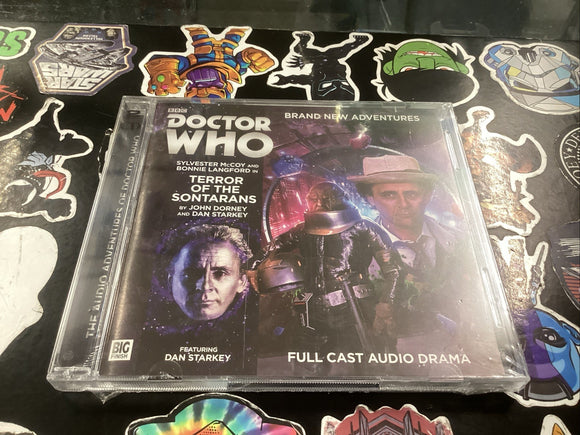 BBC
DOCTOR
WHO
BRAND NEW ADVENTURES
SYLVESTER McCOY AND
BONNIE LANGFORD IN
TERROR
OF THE
SONTARANS
BY JOHN DORNEY
AND DAN STARKEY
FEATURING
DAN STARKEY
BIG
FINISH
FULL CAST AUDIO DRAMA
THE AUDIO ADVENTURES OF DOCTOR WHO
STAR
WARS